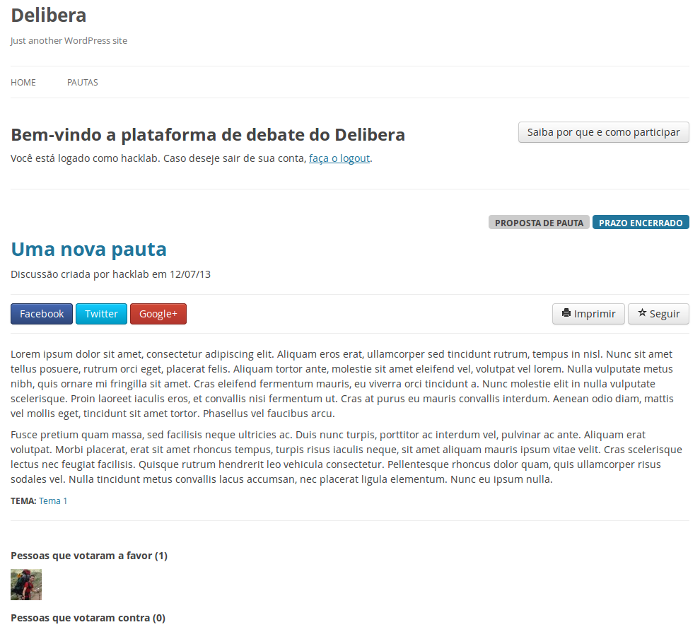 Delibera
Just another WordPress site
HOME PAUTAS
Bem-vindo a plataforma de debate do Delibera
Saiba por que e como participar
Você está logado como hacklab. Caso deseje sair de sua conta, faça o logout.
PROPOSTA DE PAUTA PRAZO ENCERRADO
Uma nova pauta
Discussão criada por hacklab em 12/07/13
Facebook Twitter Google+ Imprimir Seguir
Lorem ipsum dolor sit amet, consectetur adipiscing elit. Aliquam eros erat, ullamcorper sed tincidunt rutrum, tempus in nisl. Nunc sit amet
tellus posuere, rutrum orci eget, placerat felis. Aliquam tortor ante, molestie sit amet eleifend vel, volutpat vel lorem. Nulla vulputate metus
nibh, quis ornare mi fringilla sit amet. Cras eleifend fermentum mauris, eu viverra orci tincidunt a. Nunc molestie elit in nulla vulputate
scelerisque. Proin laoreet iaculis eros, et convallis nisi fermentum ut. Cras at purus eu mauris convallis interdum. Aenean odio diam, mattis
vel mollis eget, tincidunt sit amet tortor. Phasellus vel faucibus arcu.
Fusce pretium quam massa, sed facilisis neque ultricies ac. Duis nunc turpis, porttitor ac interdum vel, pulvinar ac ante. Aliquam erat
volutpat. Morbi placerat, erat sit amet rhoncus tempus, turpis risus iaculis neque, sit amet aliquam mauris ipsum vitae velit. Cras scelerisque
lectus nec feugiat facilisis. Quisque rutrum hendrerit leo vehicula consectetur. Pellentesque rhoncus dolor quam, quis ullamcorper risus
sodales vel. Nulla tincidunt metus convallis lacus accumsan, nec placerat ligula elementum. Nunc eu ipsum nulla.
TEMA: Tema 1
Pessoas que votaram a favor (1)
Pessoas que votaram contra (0)